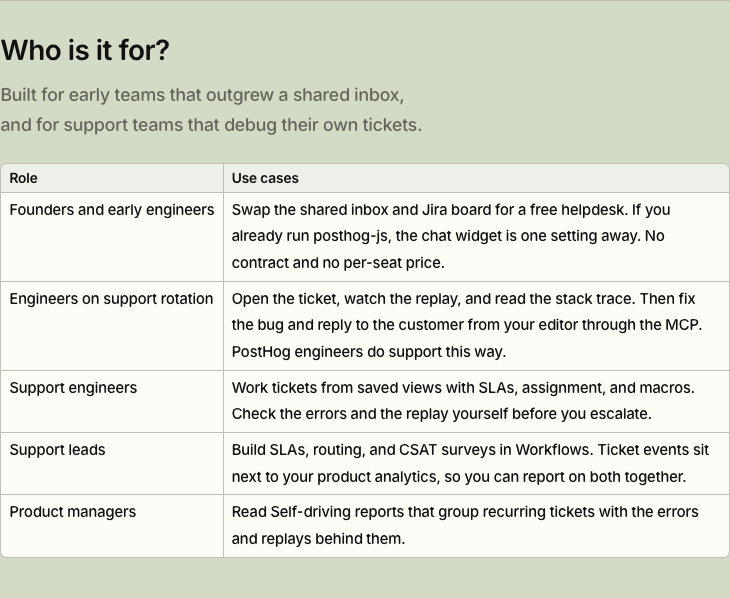 Who is it for?
Built for early teams that outgrew a shared inbox,
and for support teams that debug their own tickets.
Role
Use cases
Founders and early engineers
Swap the shared inbox and Jira board for a free helpdesk. If you
already run posthog-js, the chat widget is one setting away. No
contract and no per-seat price.
Engineers on support rotation
Open the ticket, watch the replay, and read the stack trace. Then fix
the bug and reply to the customer from your editor through the MCP.
PostHog engineers do support this way.
Support engineers
Work tickets from saved views with SLAs, assignment, and macros.
Check the errors and the replay yourself before you escalate.
Support leads
Build SLAs, routing, and CSAT surveys in Workflows. Ticket events sit
next to your product analytics, so you can report on both together.
Product managers
Read Self-driving reports that group recurring tickets with the errors
and replays behind them.